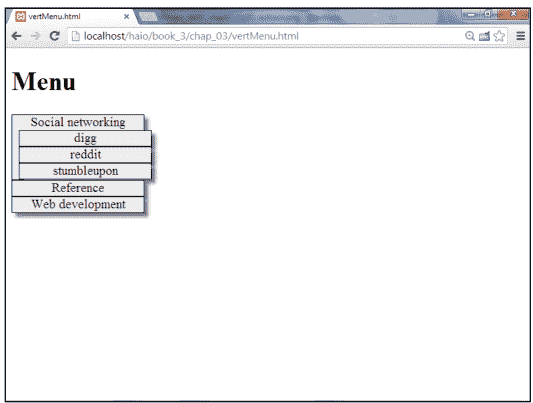 vertMenu.html
localhost/haio/book_3/chap_03/vertMenu.html
Menu
Social networking
digg
reddit
stumbleupon
Reference
Web development